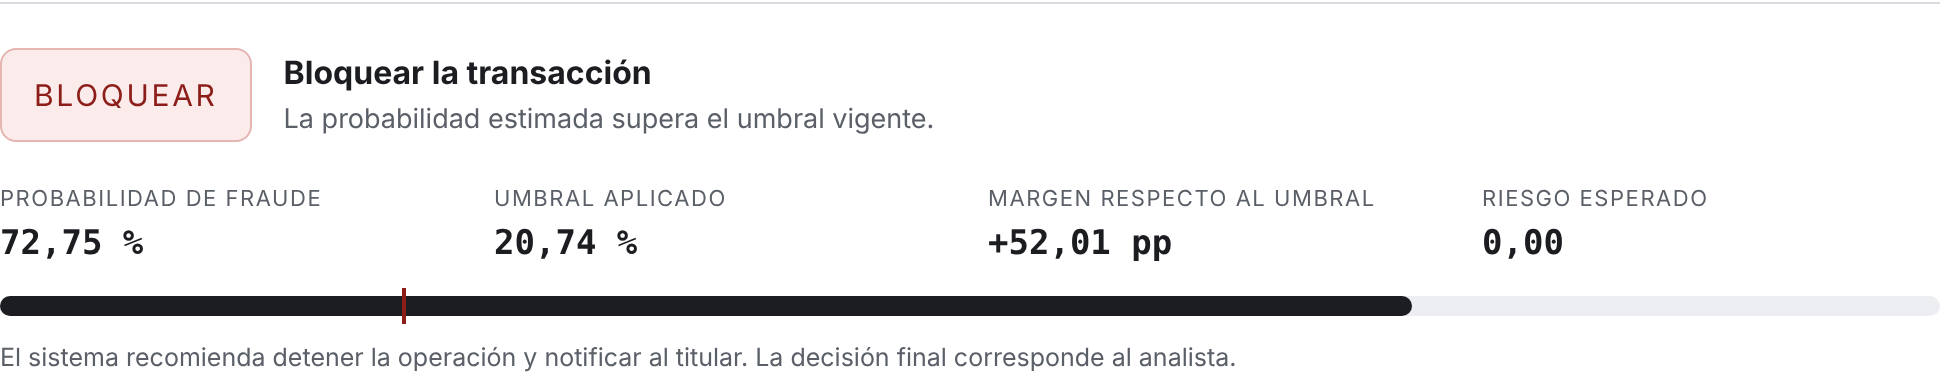 BLOQUEAR
Bloquear la transacción
La probabilidad estimada supera el umbral vigente.
PROBABILIDAD DE FRAUDE
72,75 %
UMBRAL APLICADO
20,74 %
MARGEN RESPECTO AL UMBRAL
+52,01 pp
RIESGO ESPERADO
0,00
El sistema recomienda detener la operación y notificar al titular. La decisión final corresponde al analista.